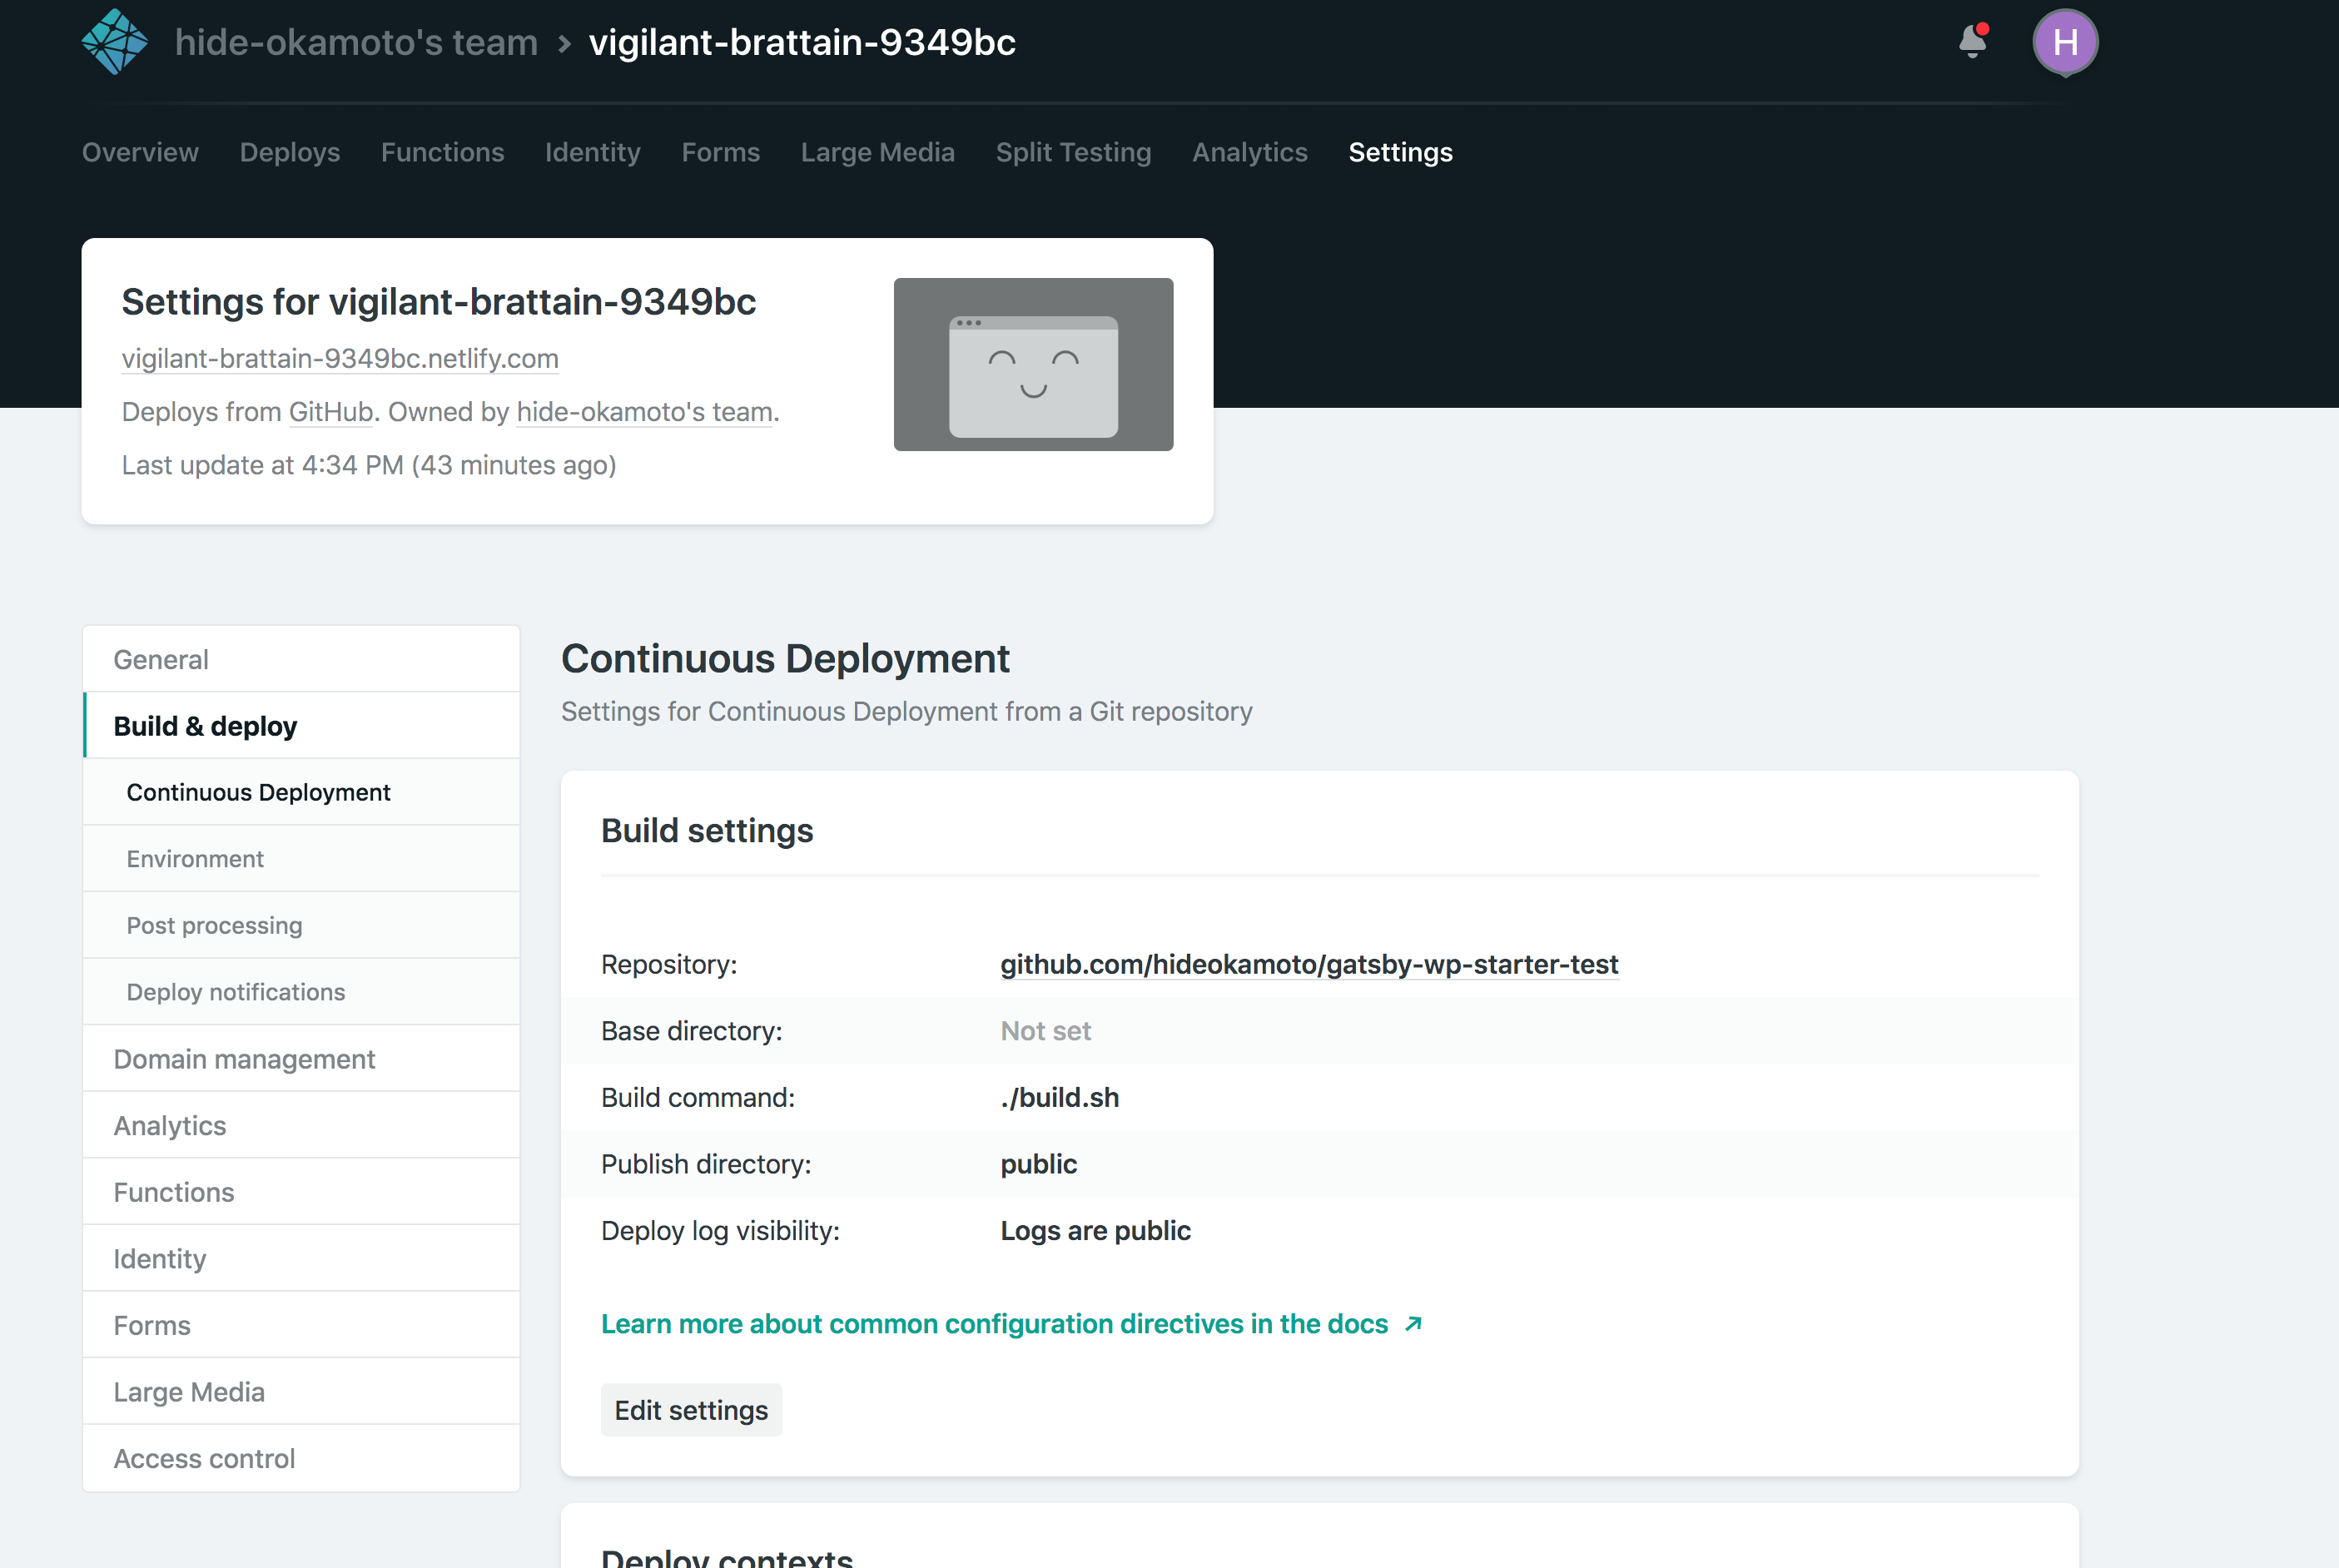 hide-okamoto's team > vigilant-brattain-9349bc
H
Overview Deploys Functions Identity Forms Large Media Split Testing Analytics Settings
Settings for vigilant-brattain-9349bc
vigilant-brattain-9349bc.netlify.com
Deploys from GitHub. Owned by hide-okamoto's team.
Last update at 4:34 PM (43 minutes ago)
General
Build & deploy
Continuous Deployment
Environment
Post processing
Deploy notifications
Domain management
Analytics
Functions
Identity
Forms
Large Media
Access control
Continuous Deployment
Settings for Continuous Deployment from a Git repository
Build settings
Repository: github.com/hideokamoto/gatsby-wp-starter-test
Base directory: Not set
Build command: ./build.sh
Publish directory: public
Deploy log visibility: Logs are public
Learn more about common configuration directives in the docs ↗
Edit settings
Deploy contexts